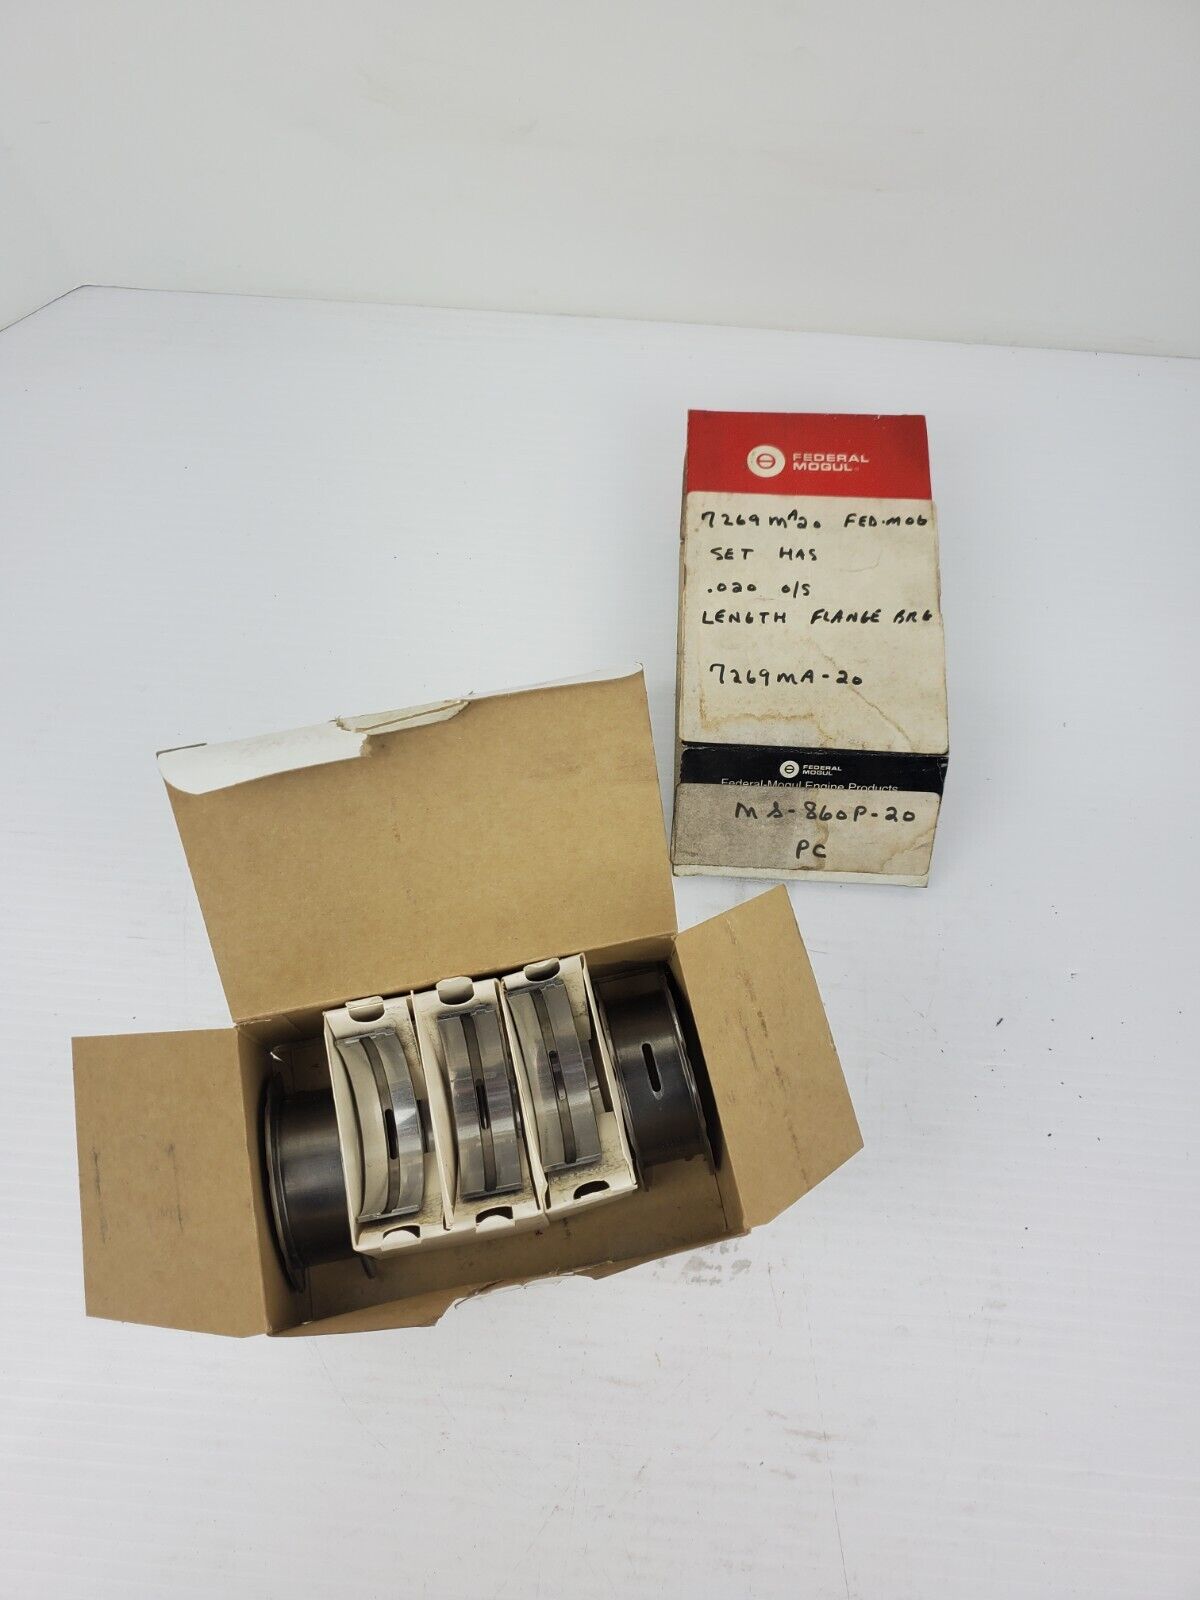 FEDERAL
MOGUL
7269 MA20 FED-MOG
SET HAS
.020 O/S
LENGTH FLANGE BRG
7269MA-20
FEDERAL
MOGUL
Federal-Mogul Engine Products
MS-860P-20
PC